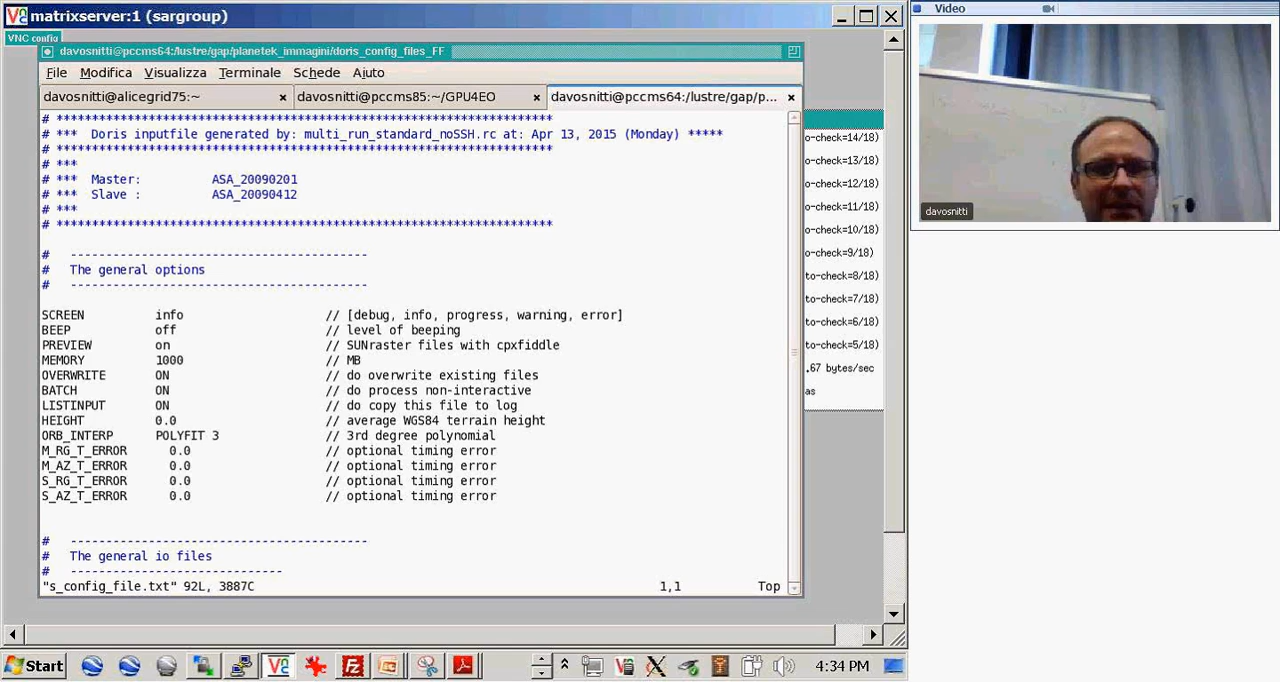 matrixserver:1 (sargroup)
VNC config
davosnitti@pccms64:/lustre/gap/planetek_immagini/doris_config_files_FF
File Modifica Visualizza Terminale Schede Aiuto
davosnitti@alicegrid75:~ × davosnitti@pccms85:~/GPU4EO × davosnitti@pccms64:/lustre/gap/p... ×
# ***********************************************************
# *** Doris inputfile generated by: multi_run_standard_noSSH.rc at: Apr 13, 2015 (Monday) *****
# ***********************************************************
# ***
# *** Master: ASA_20090201
# *** Slave : ASA_20090412
# ***
# ***********************************************************
# ------------------------------------------
# The general options
# ------------------------------------------
SCREEN info // [debug, info, progress, warning, error]
BEEP off // level of beeping
PREVIEW on // SUNraster files with cpxfiddle
MEMORY 1000 // MB
OVERWRITE ON // do overwrite existing files
BATCH ON // do process non-interactive
LISTINPUT ON // do copy this file to log
HEIGHT 0.0 // average WGS84 terrain height
ORB_INTERP POLYFIT 3 // 3rd degree polynomial
M_RG_T_ERROR 0.0 // optional timing error
M_AZ_T_ERROR 0.0 // optional timing error
S_RG_T_ERROR 0.0 // optional timing error
S_AZ_T_ERROR 0.0 // optional timing error
# ------------------------------------------
# The general io files
# ------------------------------
"s_config_file.txt" 92L, 3887C 1,1 Top
o-check=14/18)
to-check=13/18)
to-check=12/18)
to-check=11/18)
to-check=10/18)
to-check=9/18)
to-check=8/18)
to-check=7/18)
to-check=6/18)
to-check=5/18)
.67 bytes/sec
as
Start
4:34 PM
Video
davosnitti